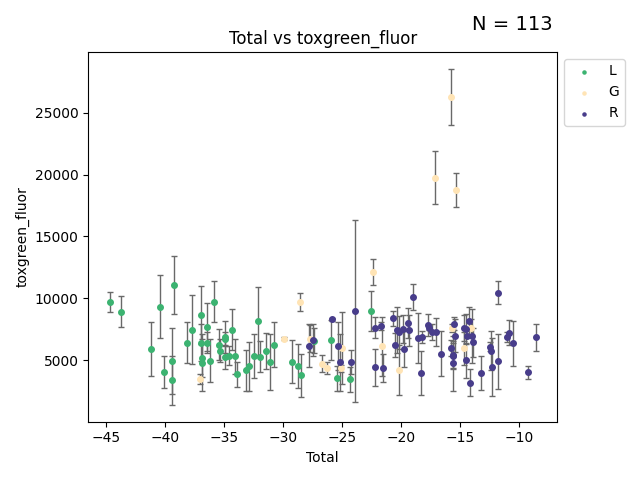 N = 113
Total vs toxgreen_fluor
L
G
R
25000
20000
15000
10000
5000
toxgreen_fluor
−45 −40 −35 −30 −25 −20 −15 −10
Total